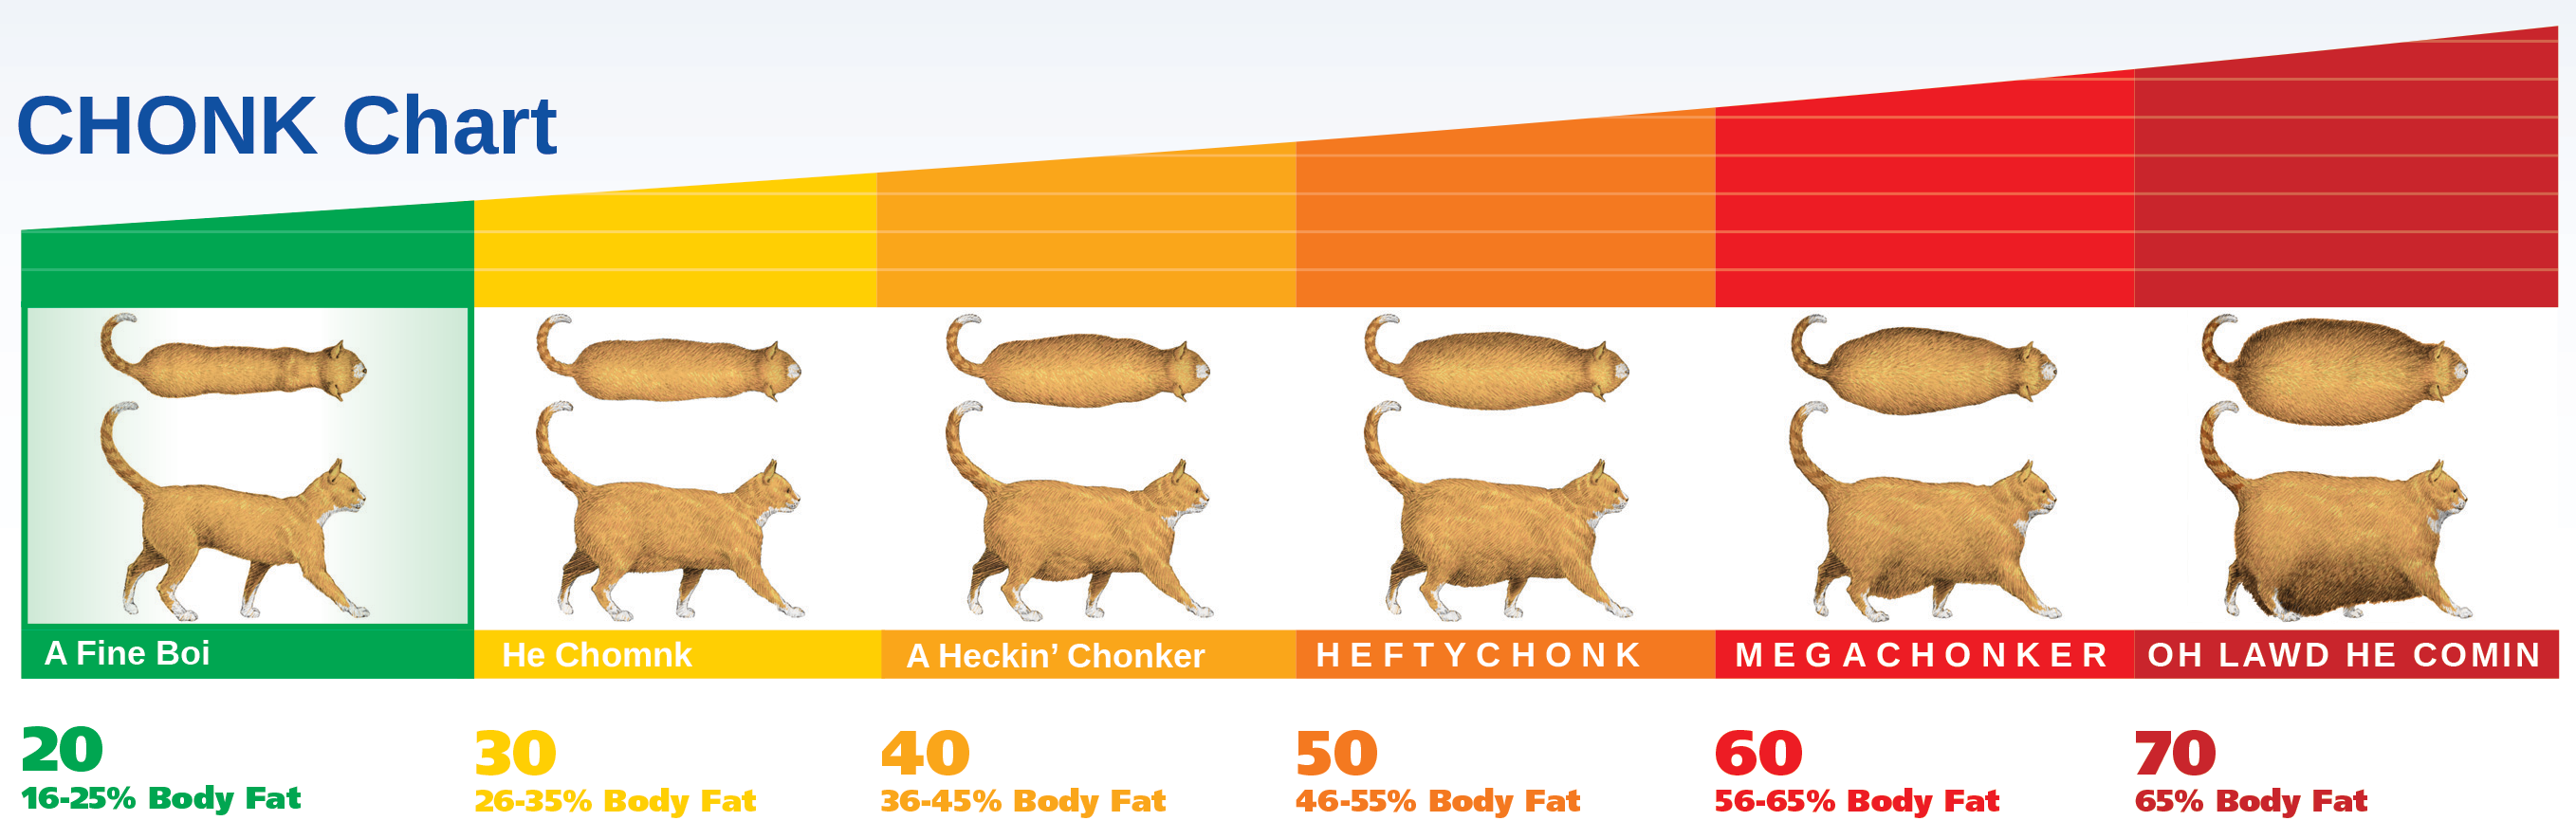 CHONK Chart
A Fine Boi
He Chomnk
A Heckin’ Chonker
HEFTYCHONK
MEGACHONKER
OH LAWD HE COMIN
20
16-25% Body Fat
30
26-35% Body Fat
40
36-45% Body Fat
50
46-55% Body Fat
60
56-65% Body Fat
70
65% Body Fat